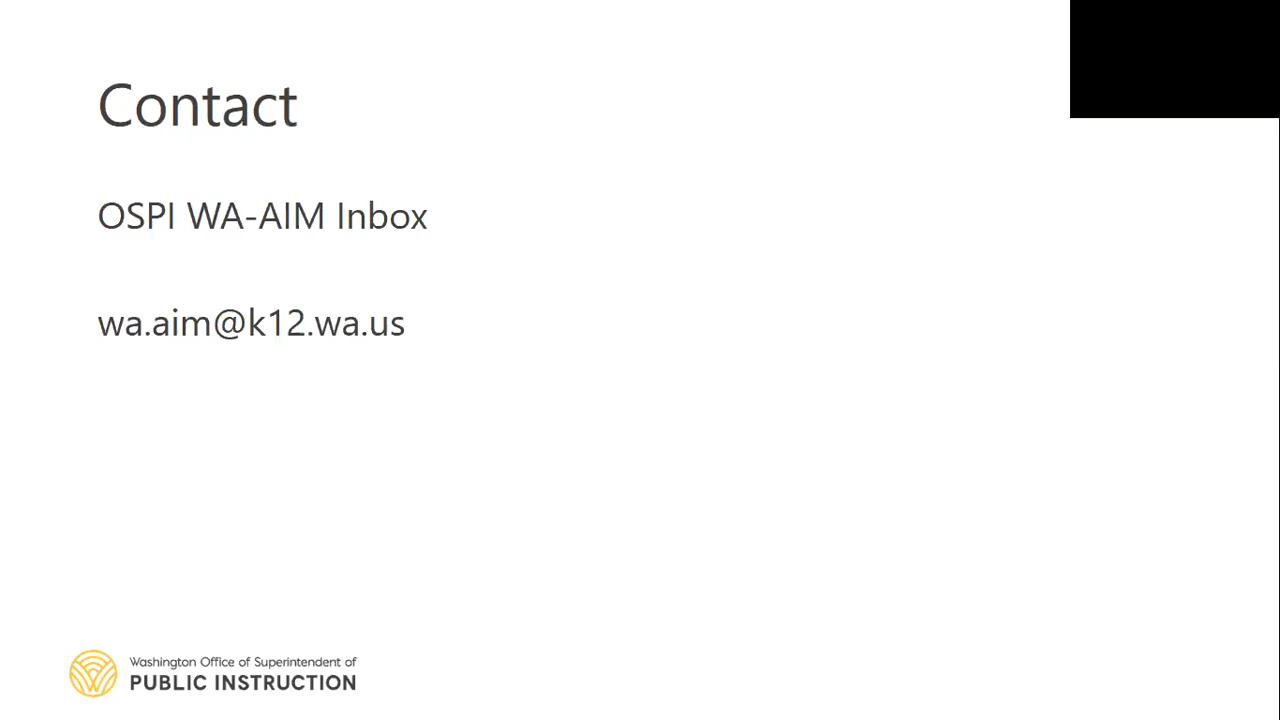 Contact
OSPI WA-AIM Inbox
wa.aim@k12.wa.us
Washington Office of Superintendent of
PUBLIC INSTRUCTION